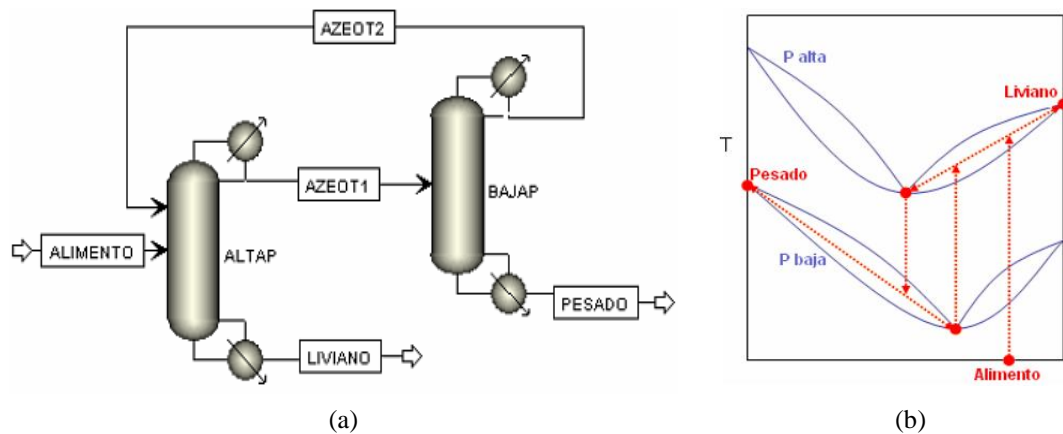 AZEOT2
AZEOT1
ALIMENTO
ALTAP
BAJAP
PESADO
LIVIANO
(a)
P alta
Liviano
T
Pesado
P baja
Alimento
(b)